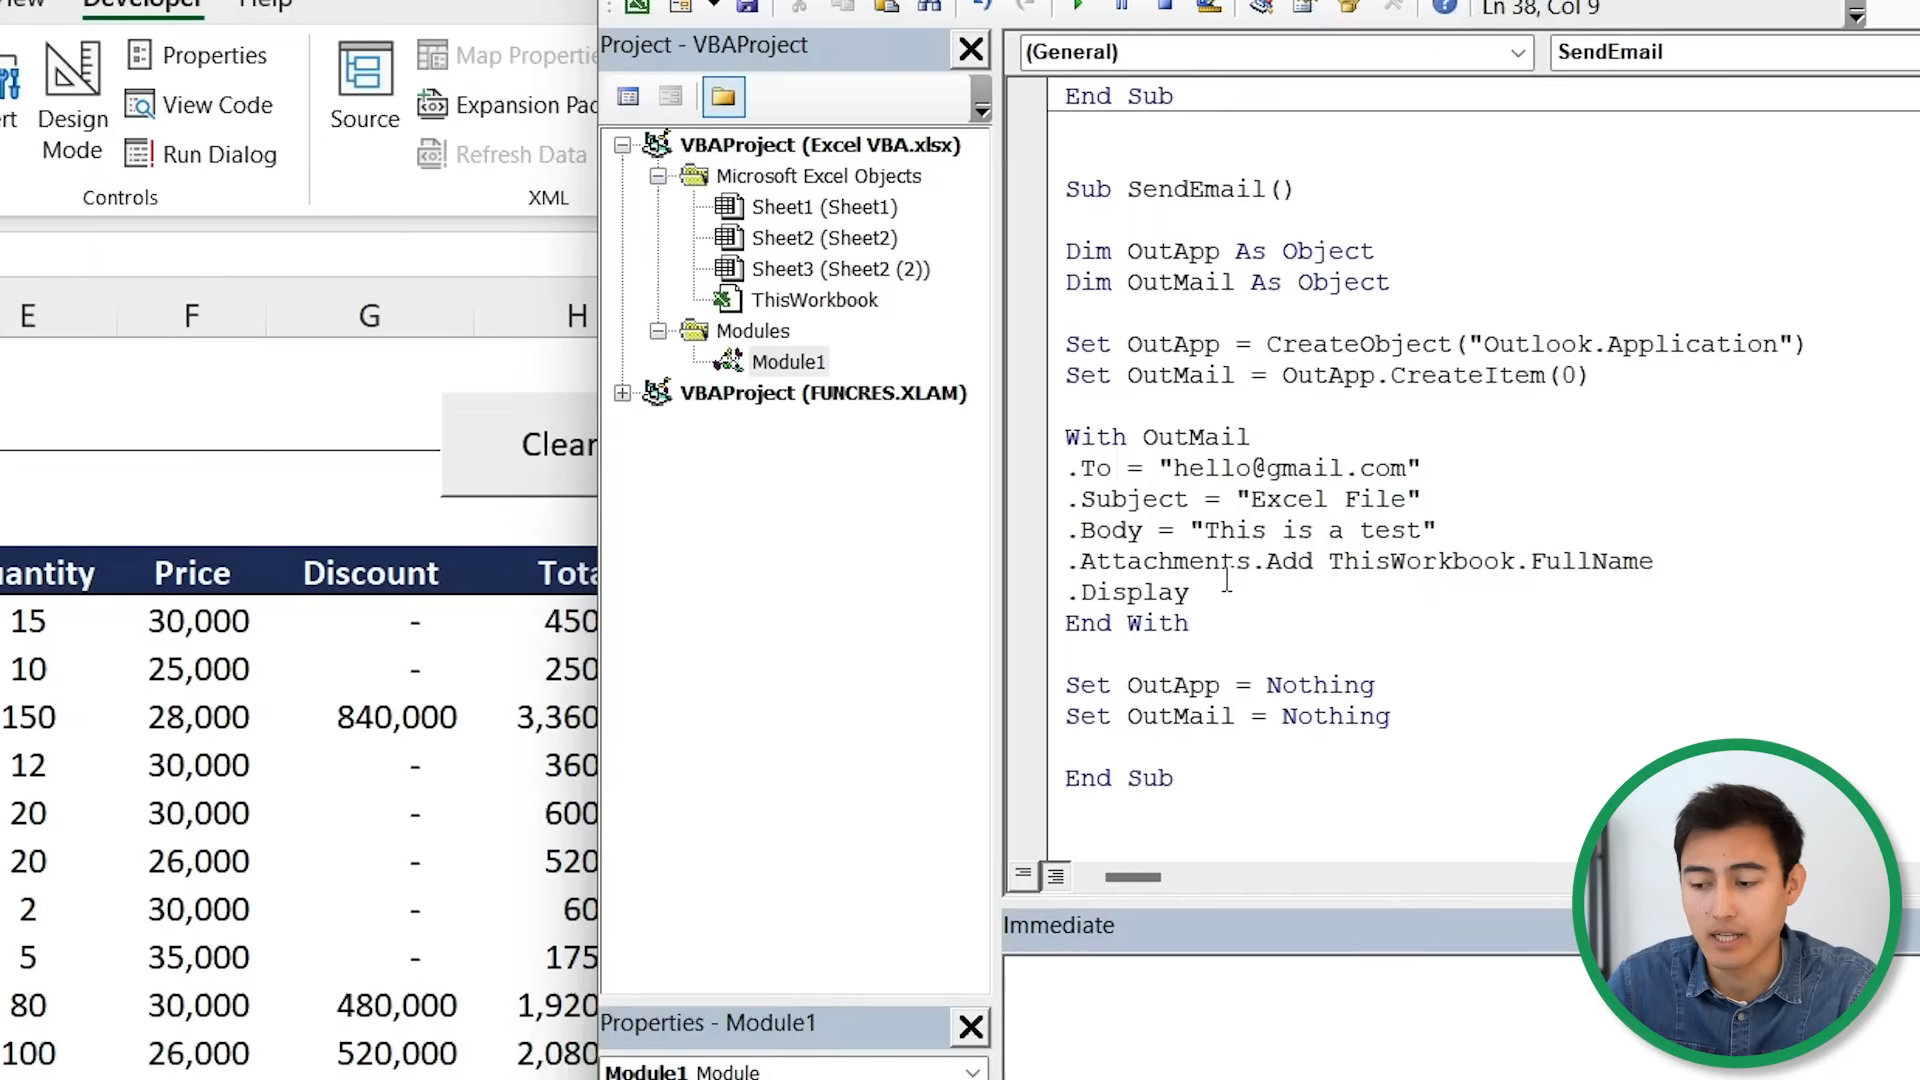 Developer
Help
Ln 38, Col 9
Project - VBAProject
(General)
SendEmail
Properties
View Code
Run Dialog
Design
Mode
Controls
Source
Expansion
Refresh Data
XML
VBAProject (Excel VBA.xlsx)
Microsoft Excel Objects
Sheet1 (Sheet1)
Sheet2 (Sheet2)
Sheet3 (Sheet2 (2))
ThisWorkbook
Modules
Module1
VBAProject (FUNCRES.XLAM)
End Sub
Sub SendEmail()
Dim OutApp As Object
Dim OutMail As Object
Set OutApp = CreateObject("Outlook.Application")
Set OutMail = OutApp.CreateItem(0)
With OutMail
.To = "hello@gmail.com"
.Subject = "Excel File"
.Body = "This is a test"
.Attachments.Add ThisWorkbook.FullName
.Display
End With
Set OutApp = Nothing
Set OutMail = Nothing
End Sub
E F G H
Clear
uantity Price Discount Tota
15 30,000 - 450
10 25,000 - 250
150 28,000 840,000 3,360
12 30,000 - 360
20 30,000 - 600
20 26,000 - 520
2 30,000 - 60
5 35,000 - 175
80 30,000 480,000 1,920
100 26,000 520,000 2,080
Properties - Module1
Module1 Module
Immediate